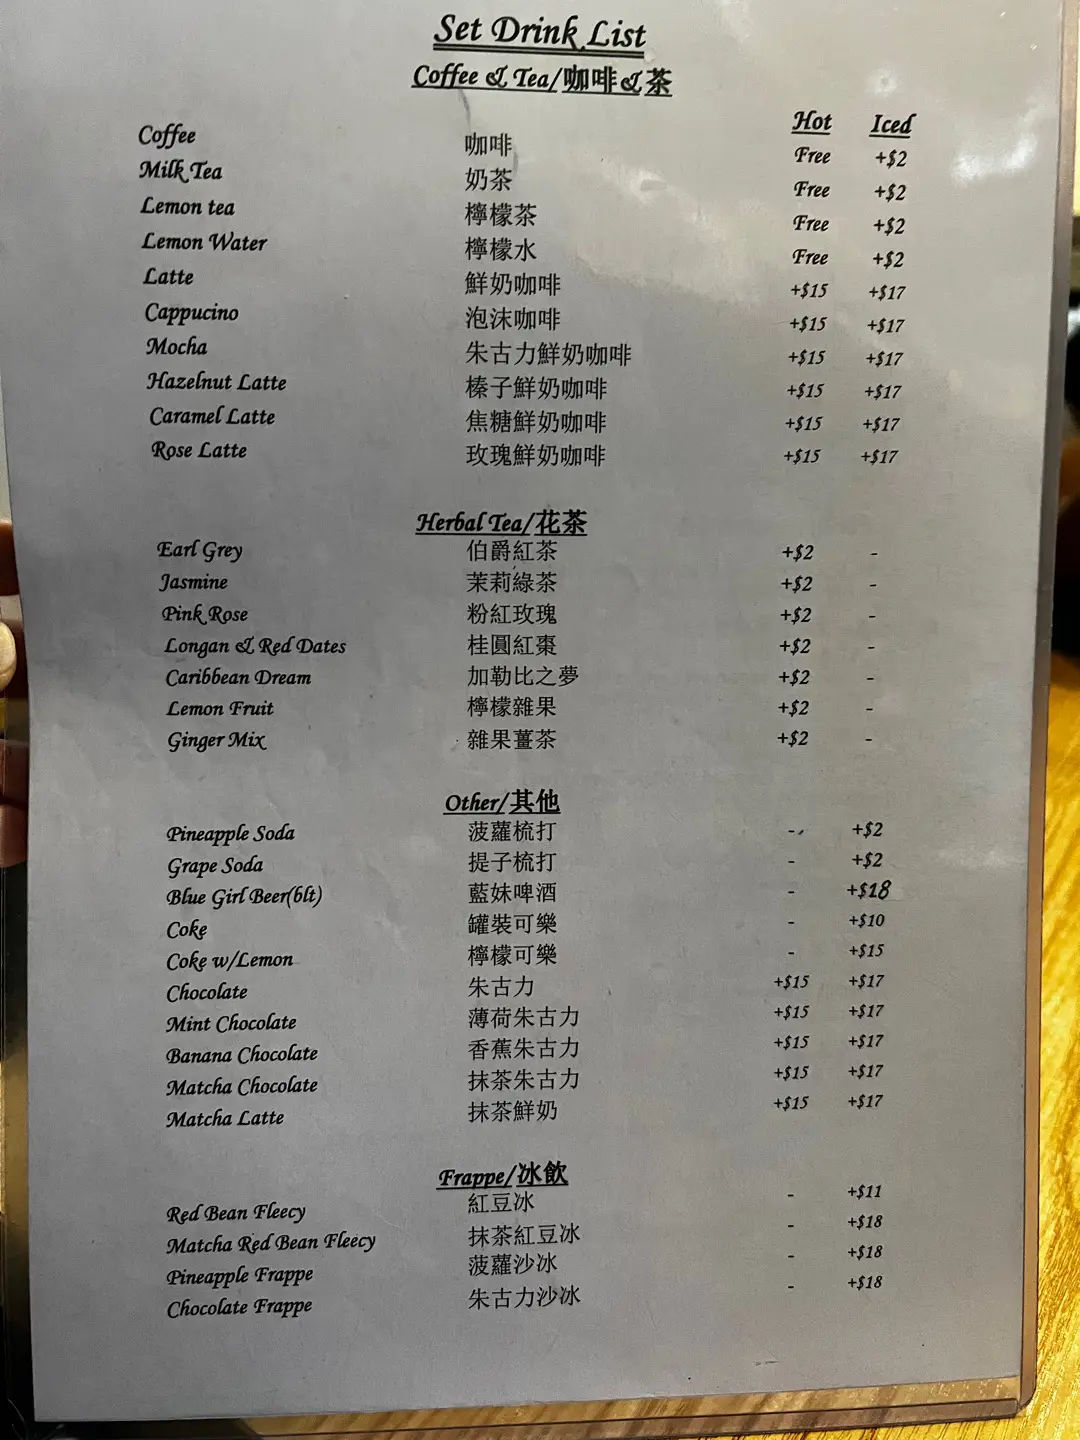 Set Drink List
Coffee & Tea/咖啡&茶
Hot Iced
Coffee 咖啡 Free +$2
Milk Tea 奶茶 Free +$2
Lemon tea 檸檬茶 Free +$2
Lemon Water 檸檬水 Free +$2
Latte 鮮奶咖啡 +$15 +$17
Cappucino 泡沫咖啡 +$15 +$17
Mocha 朱古力鮮奶咖啡 +$15 +$17
Hazelnut Latte 榛子鮮奶咖啡 +$15 +$17
Caramel Latte 焦糖鮮奶咖啡 +$15 +$17
Rose Latte 玫瑰鮮奶咖啡 +$15 +$17
Herbal Tea/花茶
Earl Grey 伯爵紅茶 +$2 -
Jasmine 茉莉綠茶 +$2 -
Pink Rose 粉紅玫瑰 +$2 -
Longan & Red Dates 桂圓紅棗 +$2 -
Caribbean Dream 加勒比之夢 +$2 -
Lemon Fruit 檸檬雜果 +$2 -
Ginger Mix 雜果薑茶 +$2 -
Other/其他
Pineapple Soda 菠蘿梳打 - +$2
Grape Soda 提子梳打 - +$2
Blue Girl Beer(blt) 藍妹啤酒 - +$18
Coke 罐裝可樂 - +$10
Coke w/Lemon 檸檬可樂 - +$15
Chocolate 朱古力 +$15 +$17
Mint Chocolate 薄荷朱古力 +$15 +$17
Banana Chocolate 香蕉朱古力 +$15 +$17
Matcha Chocolate 抹茶朱古力 +$15 +$17
Matcha Latte 抹茶鮮奶 +$15 +$17
Frappe/冰飲
Red Bean Fleecy 紅豆冰 - +$11
Matcha Red Bean Fleecy 抹茶紅豆冰 - +$18
Pineapple Frappe 菠蘿沙冰 - +$18
Chocolate Frappe 朱古力沙冰 - +$18